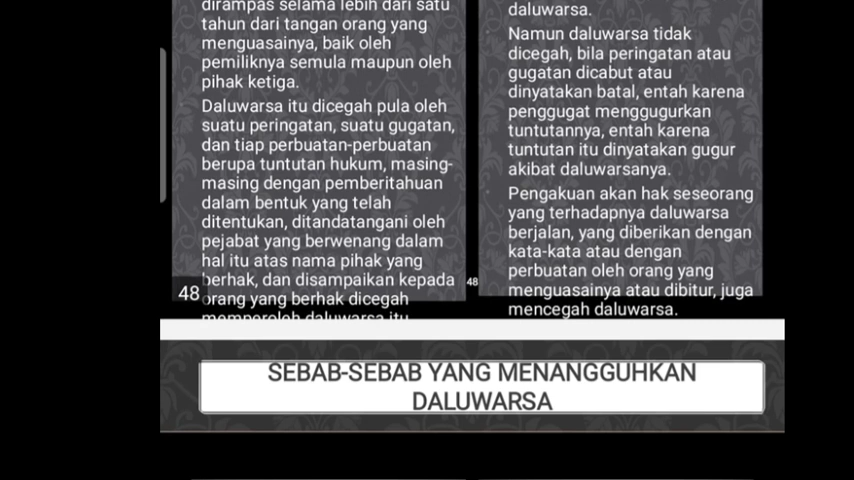 dirampas selama lebih dari satu
tahun dari tangan orang yang
menguasainya, baik oleh
pemiliknya semula maupun oleh
pihak ketiga.
Daluwarsa itu dicegah pula oleh
suatu peringatan, suatu gugatan,
dan tiap perbuatan-perbuatan
berupa tuntutan hukum, masing-
masing dengan pemberitahuan
dalam bentuk yang telah
ditentukan, ditandatangani oleh
pejabat yang berwenang dalam
hal itu atas nama pihak yang
berhak, dan disampaikan kepada
orang yang berhak dicegah
memperoleh daluwarsa itu
48
daluwarsa.
Namun daluwarsa tidak
dicegah, bila peringatan atau
gugatan dicabut atau
dinyatakan batal, entah karena
penggugat menggugurkan
tuntutannya, entah karena
tuntutan itu dinyatakan gugur
akibat daluwarsanya.
Pengakuan akan hak seseorang
yang terhadapnya daluwarsa
berjalan, yang diberikan dengan
kata-kata atau dengan
perbuatan oleh orang yang
menguasainya atau dibitur, juga
mencegah daluwarsa.
48
SEBAB-SEBAB YANG MENANGGUHKAN
DALUWARSA